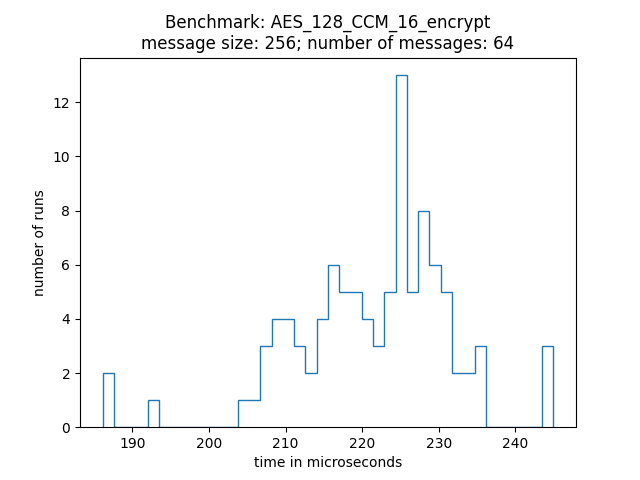 Benchmark: AES_128_CCM_16_encrypt
message size: 256; number of messages: 64
number of runs
12
10
8
6
4
2
0
190 200 210 220 230 240
time in microseconds